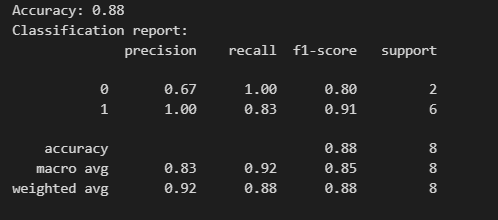 Accuracy: 0.88
Classification report:
precision recall f1-score support
0 0.67 1.00 0.80 2
1 1.00 0.83 0.91 6
accuracy 0.88 8
macro avg 0.83 0.92 0.85 8
weighted avg 0.92 0.88 0.88 8